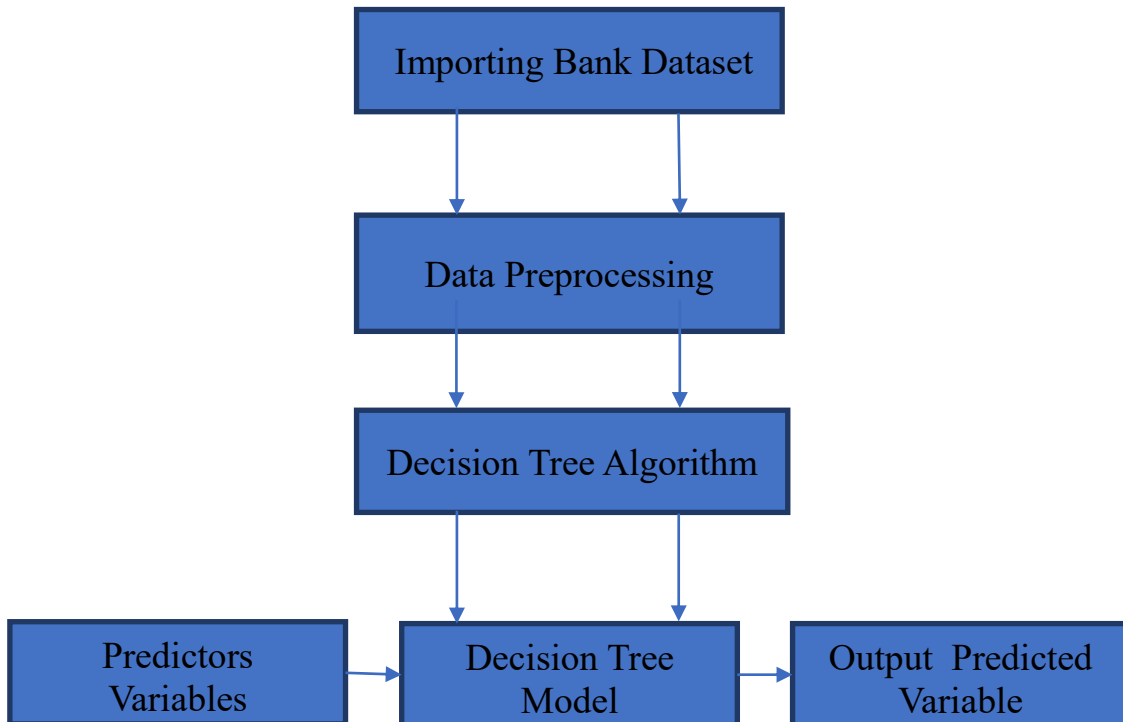 Importing Bank Dataset
Data Preprocessing
Decision Tree Algorithm
Predictors
Variables
Decision Tree
Model
Output Predicted
Variable